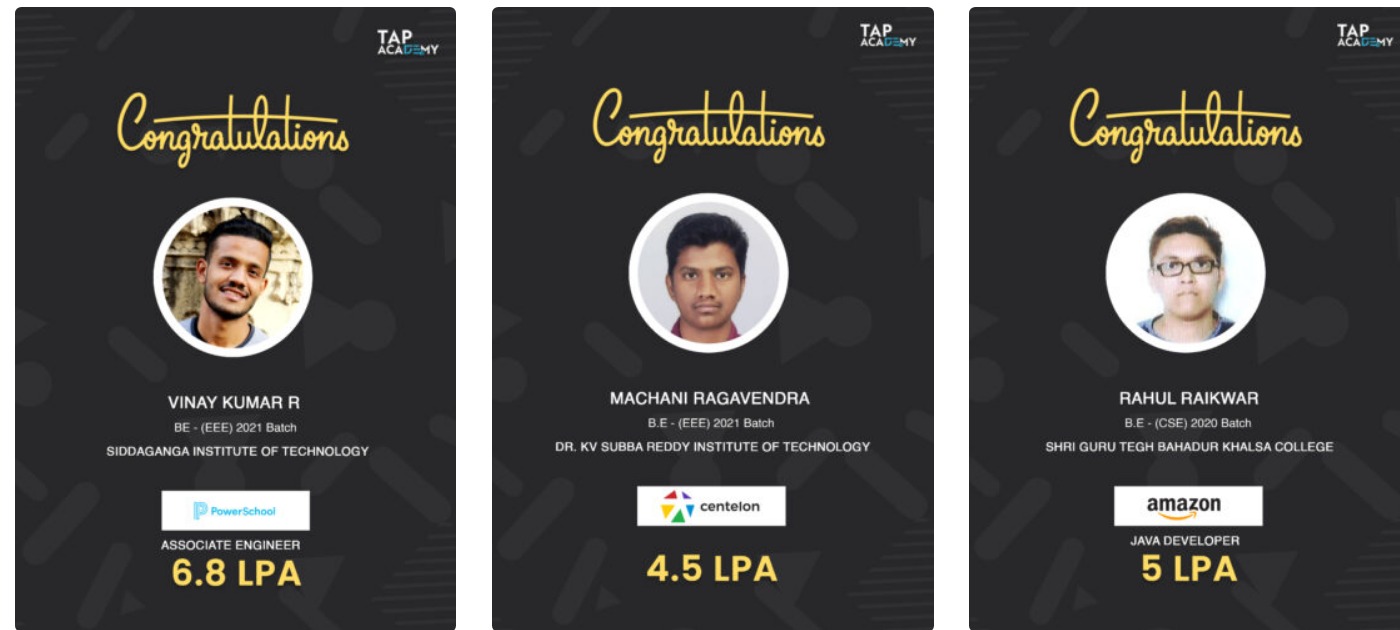 TAP
ACADEMY
Congratulations
VINAY KUMAR R
BE - (EEE) 2021 Batch
SIDDAGANGA INSTITUTE OF TECHNOLOGY
PowerSchool
ASSOCIATE ENGINEER
6.8 LPA
TAP
ACADEMY
Congratulations
MACHANI RAGAVENDRA
B.E - (EEE) 2021 Batch
DR. KV SUBBA REDDY INSTITUTE OF TECHNOLOGY
centelon
4.5 LPA
TAP
ACADEMY
Congratulations
RAHUL RAIKWAR
B.E - (CSE) 2020 Batch
SHRI GURU TEGH BAHADUR KHALSA COLLEGE
amazon
JAVA DEVELOPER
5 LPA